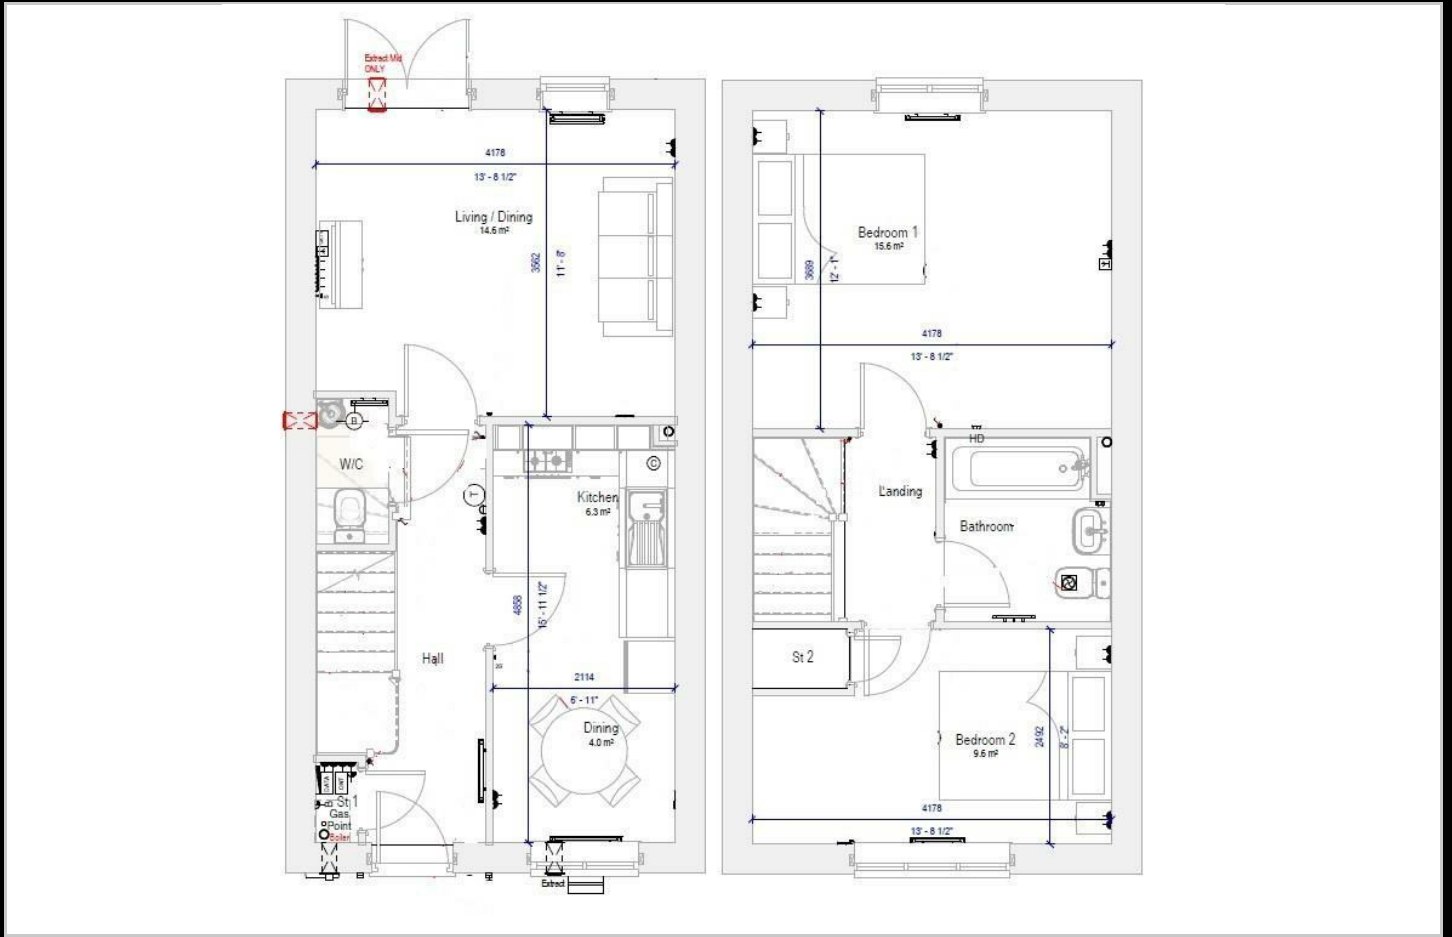 Extract Mid
ONLY
4178
13' - 8 1/2"
Living / Dining
14.6 m²
3562
11' - 8"
B
W/C
T
C
Kitchen
6.3 m²
4858
15' - 11 1/2"
Hall
2114
6' - 11"
Dining
4.0 m²
DATA
ONT
St 1
Gas
Point
Boiler
Extract
Bedroom 1
15.6 m²
3689
12' - 1"
4178
13' - 8 1/2"
HD
Landing
Bathroom
St 2
Bedroom 2
9.6 m²
2492
8' - 2"
4178
13' - 8 1/2"